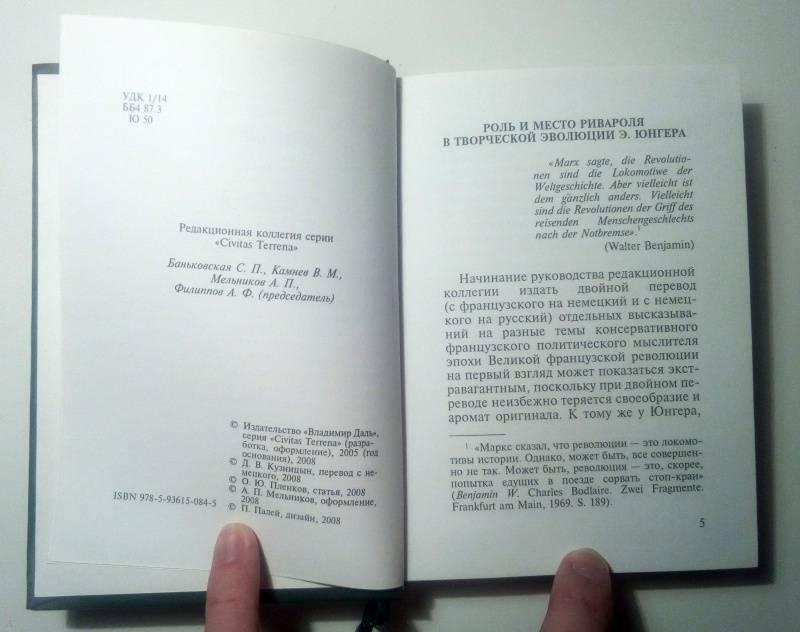 УДК 1/14
ББ4 87.3
Ю 50
Редакционная коллегия серии
«Civitas Terrena»
Баньковская С. П., Камнев В. М.,
Мельников А. П.,
Филиппов А. Ф. (председатель)
© Издательство «Владимир Даль»,
серия «Civitas Terrena» (разра-
ботка, оформление), 2005 (год
основания), 2008
© Д. В. Кузницын, перевод с не-
мецкого, 2008
© О. Ю. Пленков, статья, 2008
© А. П. Мельников, оформление,
2008
© П. Палей, дизайн, 2008
ISBN 978-5-93615-084-5
РОЛЬ И МЕСТО РИВАРОЛЯ
В ТВОРЧЕСКОЙ ЭВОЛЮЦИИ Э. ЮНГЕРА
«Marx sagte, die Revolutio-
nen sind die Lokomotiwe der
Weltgeschichte. Aber vielleicht ist
dem gänzlich anders. Vielleicht
sind die Revolutionen der Griff des
reisenden Menschengeschlechts
nach der Notbremse».¹
(Walter Benjamin)
Начинание руководства редакционной
коллегии издать двойной перевод
(с французского на немецкий и с немец-
кого на русский) отдельных высказыва-
ний на разные темы консервативного
французского политического мыслителя
эпохи Великой французской революции
на первый взгляд может показаться экст-
равагантным, поскольку при двойном пе-
реводе неизбежно теряется своеобразие и
аромат оригинала. К тому же у Юнгера,
¹ «Маркс сказал, что революции — это локомо-
тивы истории. Однако, может быть, все совершен-
но не так. Может быть, революция — это, скорее,
попытка едущих в поезде сорвать стоп-кран»
(Benjamin W. Charles Bodlaire. Zwei Fragmente.
Frankfurt am Main, 1969. S. 189).
5